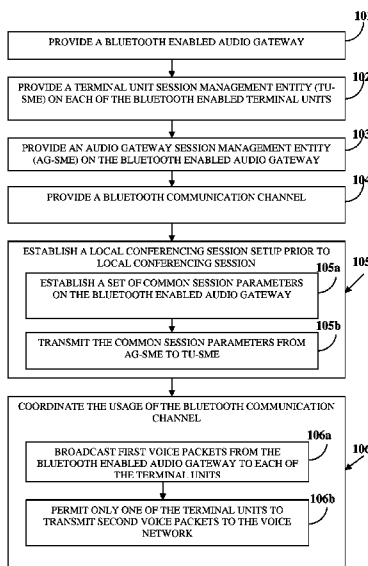 101
PROVIDE A BLUETOOTH ENABLED AUDIO GATEWAY
102
PROVIDE A TERMINAL UNIT SESSION MANAGEMENT ENTITY (TU-
SME) ON EACH OF THE BLUETOOTH ENABLED TERMINAL UNITS
103
PROVIDE AN AUDIO GATEWAY SESSION MANAGEMENT ENTITY
(AG-SME) ON THE BLUETOOTH ENABLED AUDIO GATEWAY
104
PROVIDE A BLUETOOTH COMMUNICATION CHANNEL
ESTABLISH A LOCAL CONFERENCING SESSION SETUP PRIOR TO
LOCAL CONFERENCING SESSION
105
105a
ESTABLISH A SET OF COMMON SESSION PARAMETERS
ON THE BLUETOOTH ENABLED AUDIO GATEWAY
105b
TRANSMIT THE COMMON SESSION PARAMETERS FROM
AG-SME TO TU-SME
COORDINATE THE USAGE OF THE BLUETOOTH COMMUNICATION
CHANNEL
106a
106
BROADCAST FIRST VOICE PACKETS FROM THE
BLUETOOTH ENABLED AUDIO GATEWAY TO EACH OF
THE TERMINAL UNITS
106b
PERMIT ONLY ONE OF THE TERMINAL UNITS TO
TRANSMIT SECOND VOICE PACKETS TO THE VOICE
NETWORK